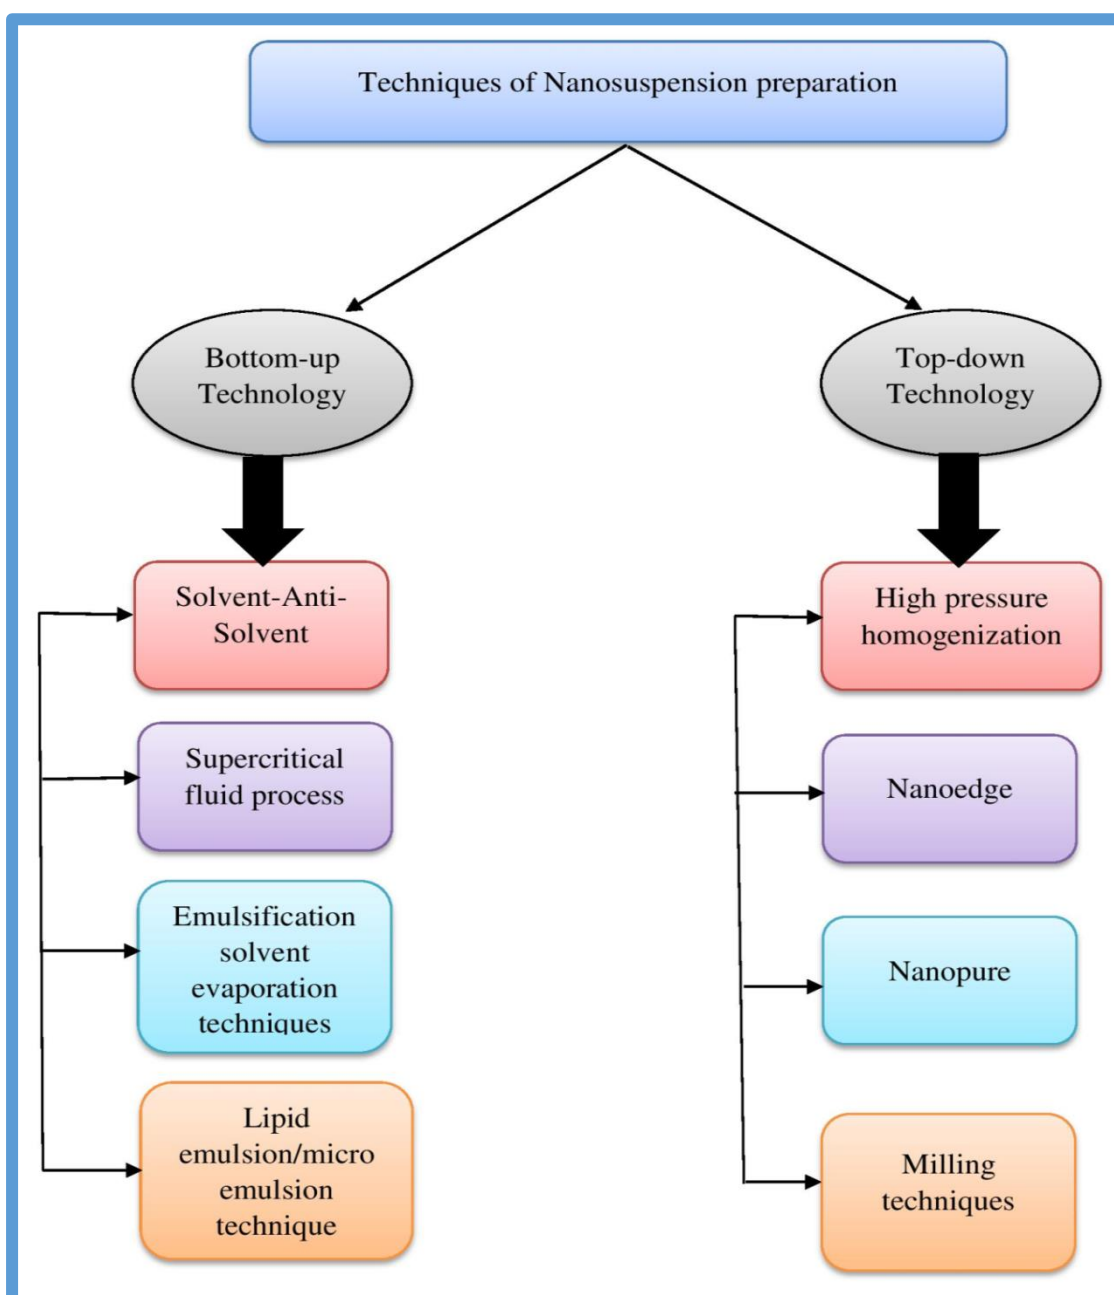 Techniques of Nanosuspension preparation
Bottom-up
Technology
Top-down
Technology
Solvent-Anti-
Solvent
Supercritical
fluid process
Emulsification
solvent
evaporation
techniques
Lipid
emulsion/micro
emulsion
technique
High pressure
homogenization
Nanoedge
Nanopure
Milling
techniques